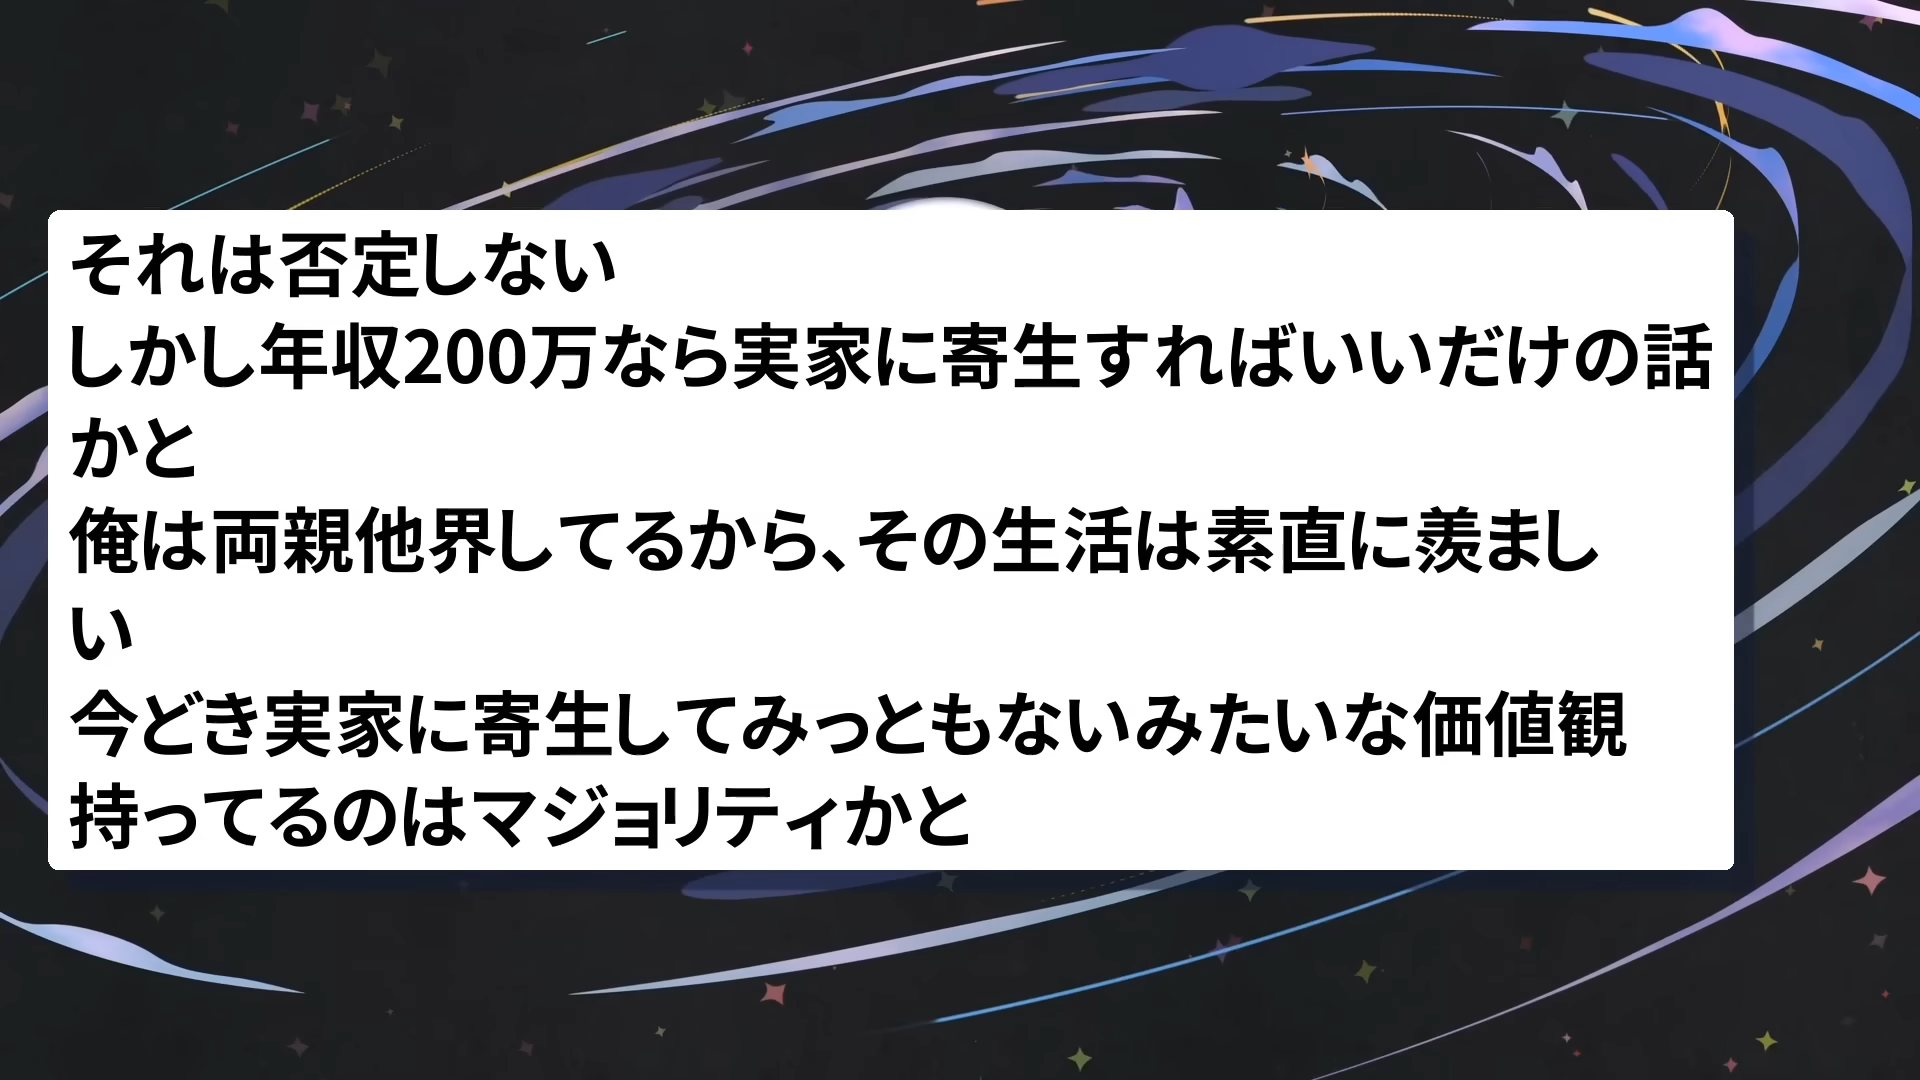 それは否定しない
しかし年収200万なら実家に寄生すればいいだけの話
かと
俺は両親他界してるから、その生活は素直に羨まし
い
今どき実家に寄生してみっともないみたいな価値観
持ってるのはマジョリティかと